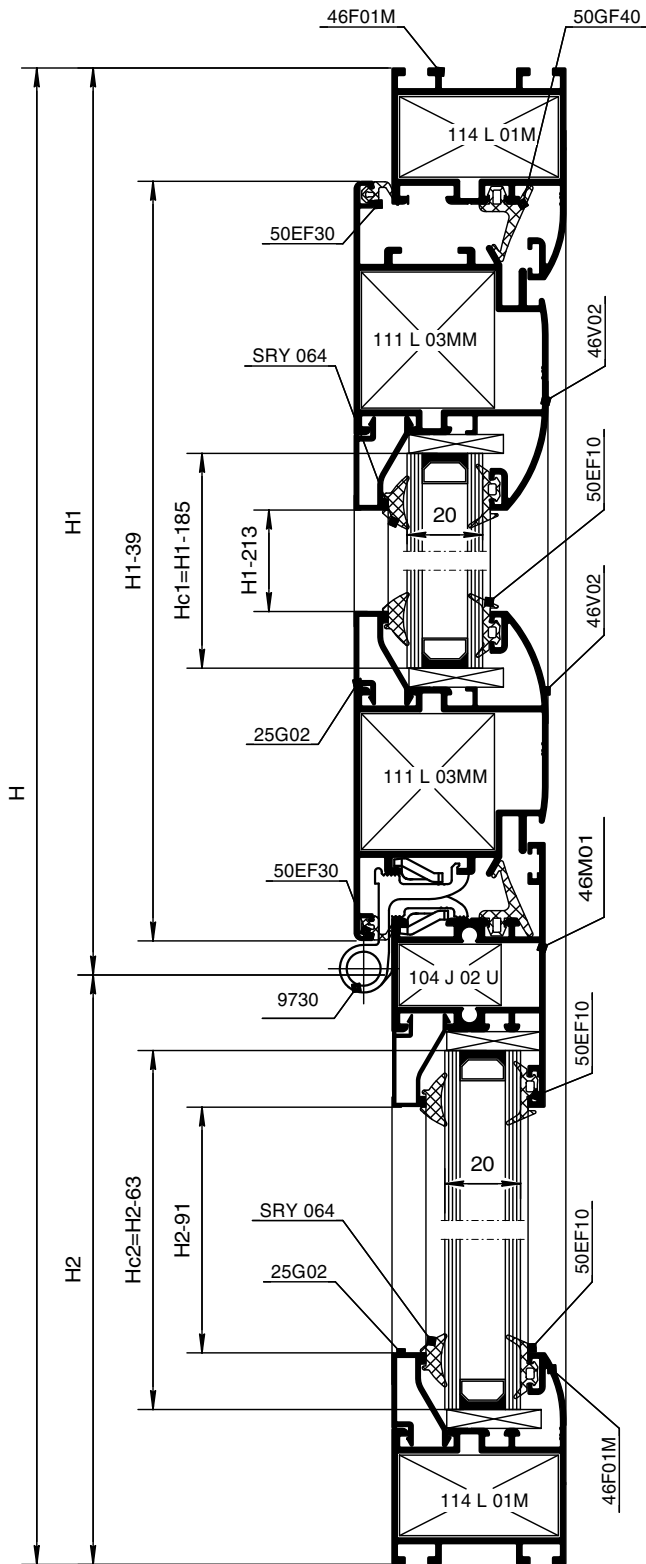 46F01M
50GF40
114 L 01M
50EF30
111 L 03MM
46V02
SRY 064
50EF10
H1
H1-39
Hc1=H1-185
H1-213
20
46V02
25G02
111 L 03MM
H
50EF30
46M01
104 J 02 U
9730
50EF10
20
Hc2=H2-63
H2-91
SRY 064
50EF10
25G02
H2
46F01M
114 L 01M